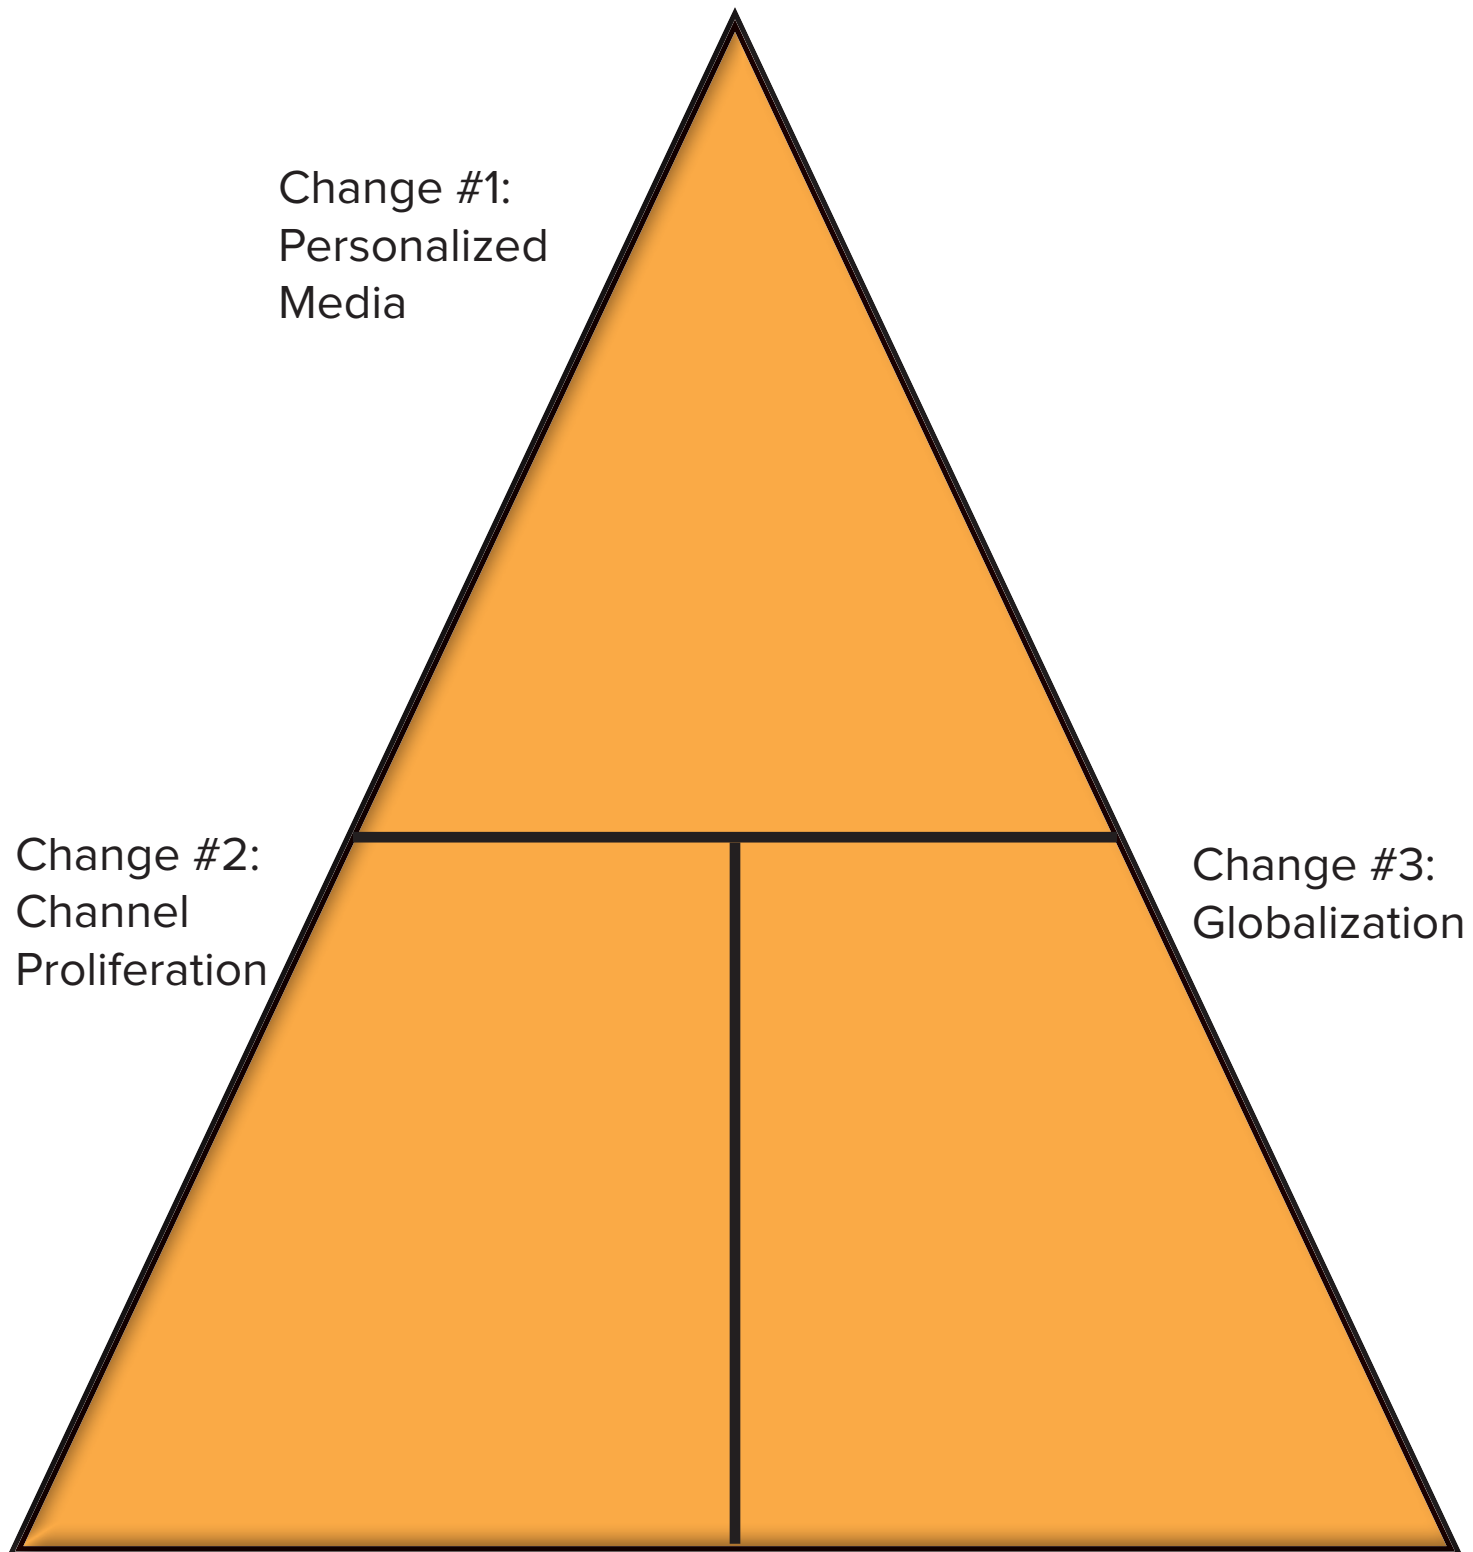 Change #1:
Personalized
Media
Change #2:
Channel
Proliferation
Change #3:
Globalization